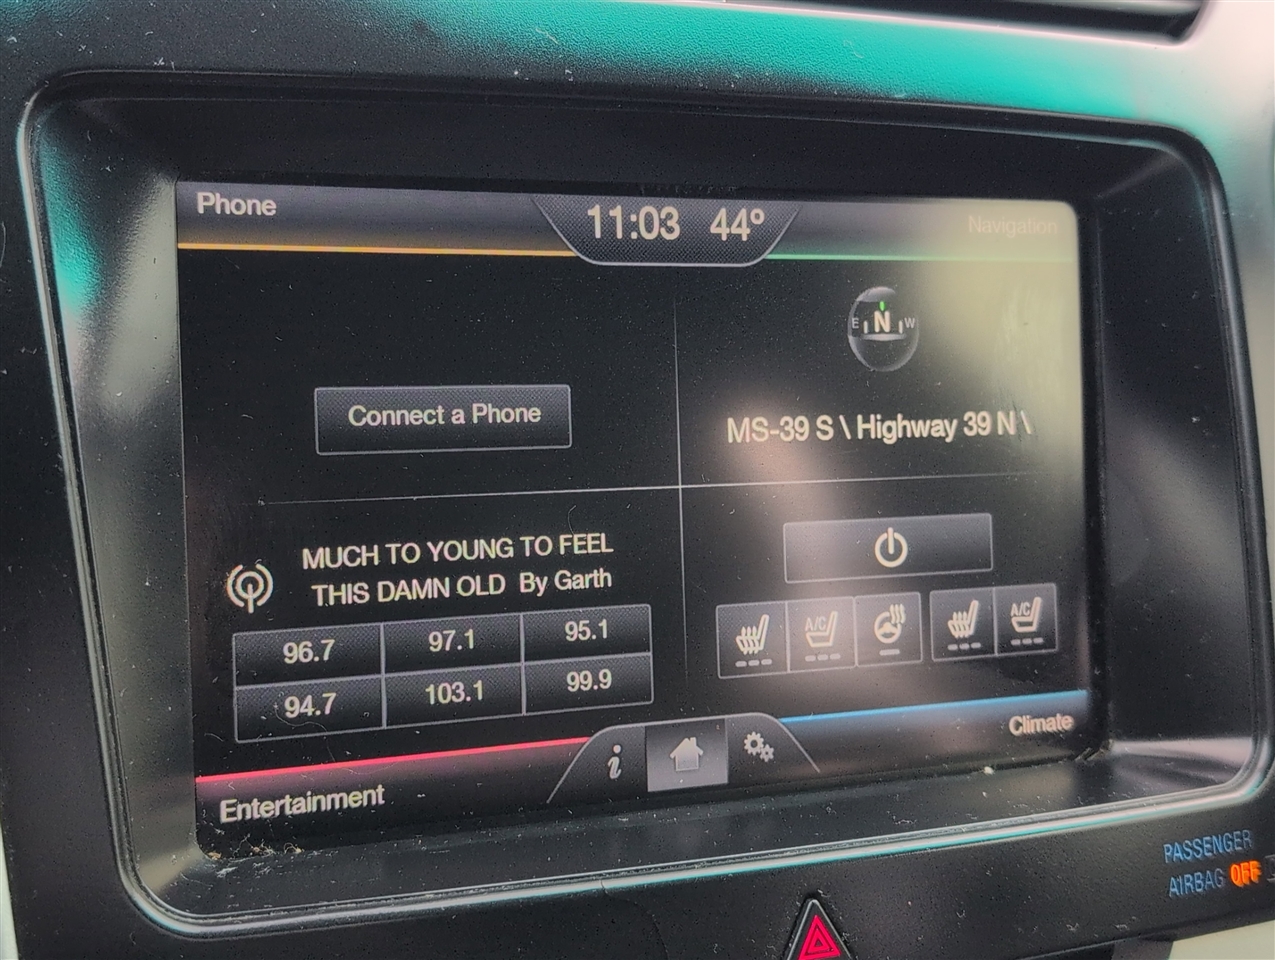 Phone
11:03 44°
Navigation
E N W
Connect a Phone
MS-39 S \ Highway 39 N \
MUCH TO YOUNG TO FEEL
THIS DAMN OLD By Garth
96.7 97.1 95.1
94.7 103.1 99.9
A/C A/C
i
Climate
Entertainment
PASSENGER
AIRBAG OFF